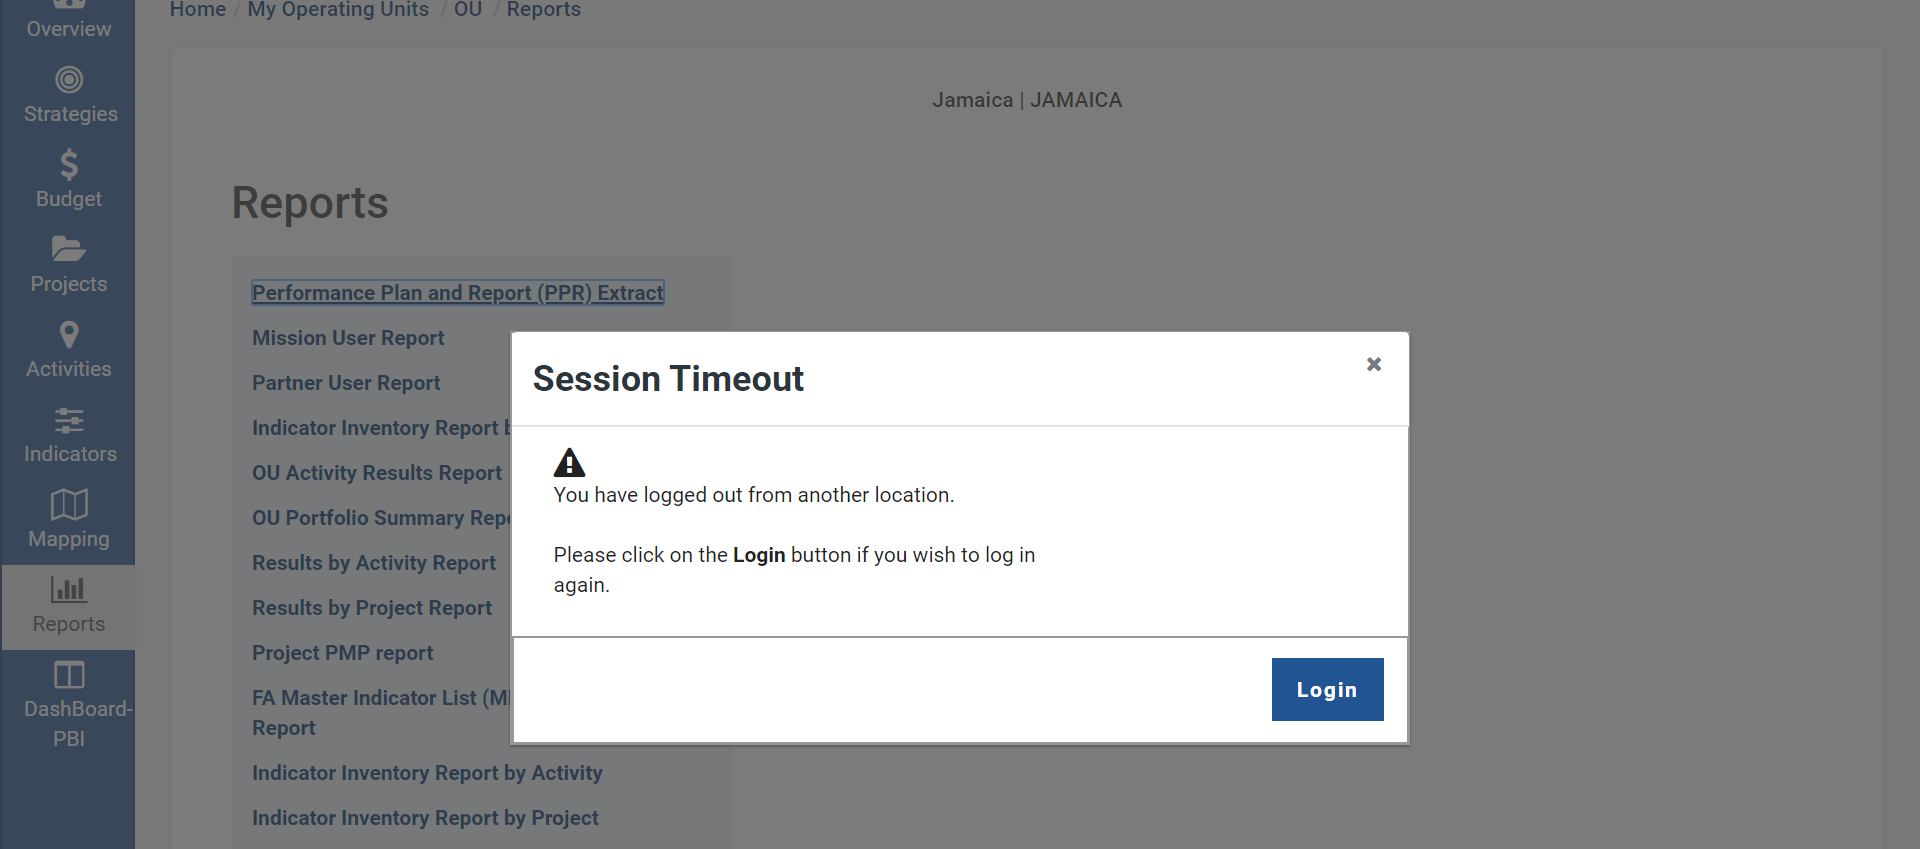 Home / My Operating Units / OU / Reports
Overview
Strategies
Budget
Projects
Activities
Indicators
Mapping
Reports
DashBoard-
PBI
Jamaica | JAMAICA
Reports
Performance Plan and Report (PPR) Extract
Mission User Report
Partner User Report
Indicator Inventory Report
OU Activity Results Report
OU Portfolio Summary
Results by Activity Report
Results by Project Report
Project PMP report
FA Master Indicator List
Report
Indicator Inventory Report by Activity
Indicator Inventory Report by Project
Session Timeout
You have logged out from another location.
Please click on the Login button if you wish to log in
again.
Login